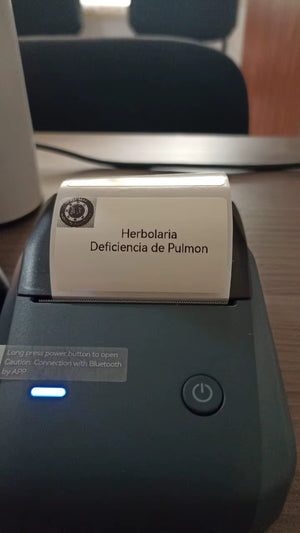 Herbolaria
Deficiencia de Pulmon
Long press power button to open
Caution: Connection with Bluetooth
by APP